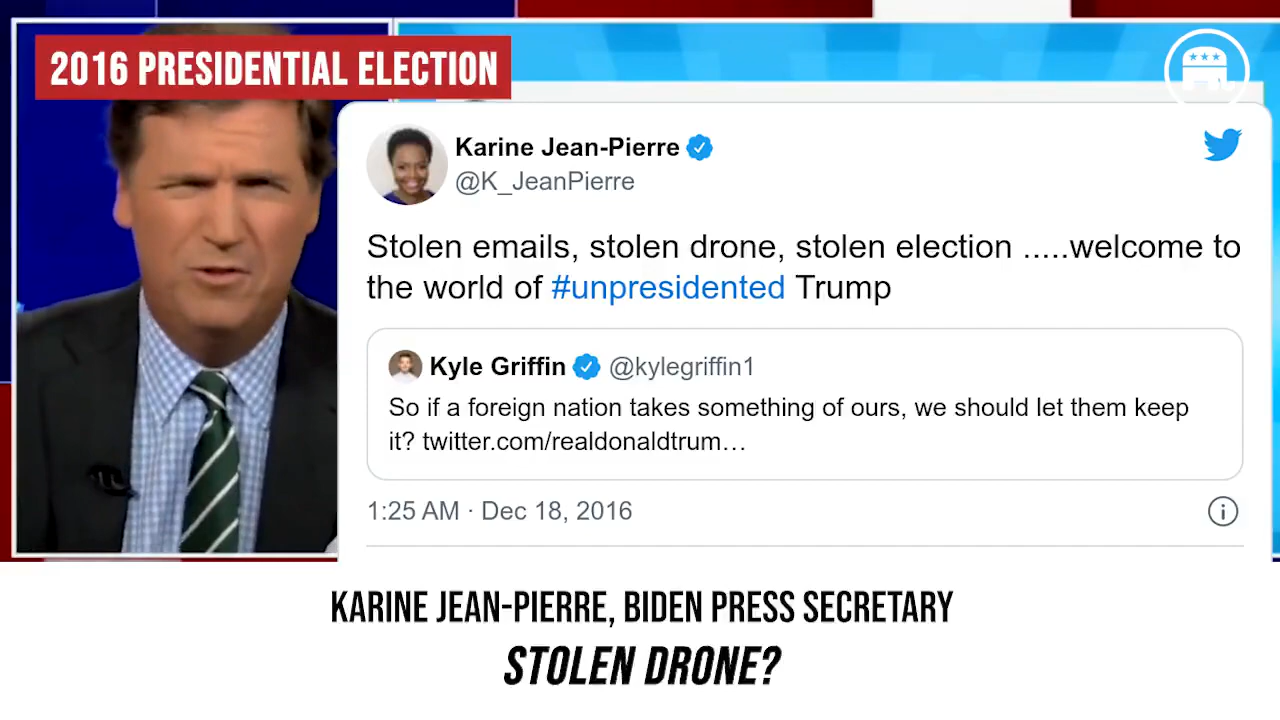 2016 PRESIDENTIAL ELECTION
Karine Jean-Pierre
@K_JeanPierre
Stolen emails, stolen drone, stolen election .....welcome to
the world of #unpresidented Trump
Kyle Griffin @kylegriffin1
So if a foreign nation takes something of ours, we should let them keep
it? twitter.com/realdonaldtrum…
1:25 AM · Dec 18, 2016
KARINE JEAN-PIERRE, BIDEN PRESS SECRETARY
STOLEN DRONE?